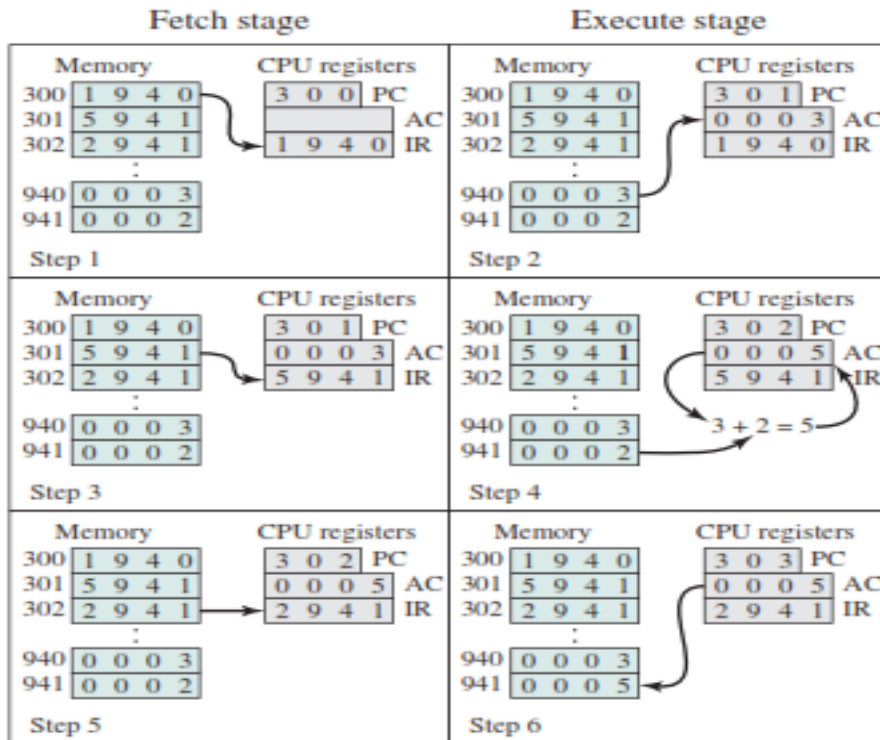 Fetch stage Execute stage
Memory CPU registers
300 1 9 4 0 3 0 0 PC
301 5 9 4 1 AC
302 2 9 4 1 1 9 4 0 IR
:
940 0 0 0 3
941 0 0 0 2
Step 1
Memory CPU registers
300 1 9 4 0 3 0 1 PC
301 5 9 4 1 0 0 0 3 AC
302 2 9 4 1 1 9 4 0 IR
:
940 0 0 0 3
941 0 0 0 2
Step 2
Memory CPU registers
300 1 9 4 0 3 0 1 PC
301 5 9 4 1 0 0 0 3 AC
302 2 9 4 1 5 9 4 1 IR
:
940 0 0 0 3
941 0 0 0 2
Step 3
Memory CPU registers
300 1 9 4 0 3 0 2 PC
301 5 9 4 1 0 0 0 5 AC
302 2 9 4 1 5 9 4 1 IR
:
940 0 0 0 3 3 + 2 = 5
941 0 0 0 2
Step 4
Memory CPU registers
300 1 9 4 0 3 0 2 PC
301 5 9 4 1 0 0 0 5 AC
302 2 9 4 1 2 9 4 1 IR
:
940 0 0 0 3
941 0 0 0 2
Step 5
Memory CPU registers
300 1 9 4 0 3 0 3 PC
301 5 9 4 1 0 0 0 5 AC
302 2 9 4 1 2 9 4 1 IR
:
940 0 0 0 3
941 0 0 0 5
Step 6